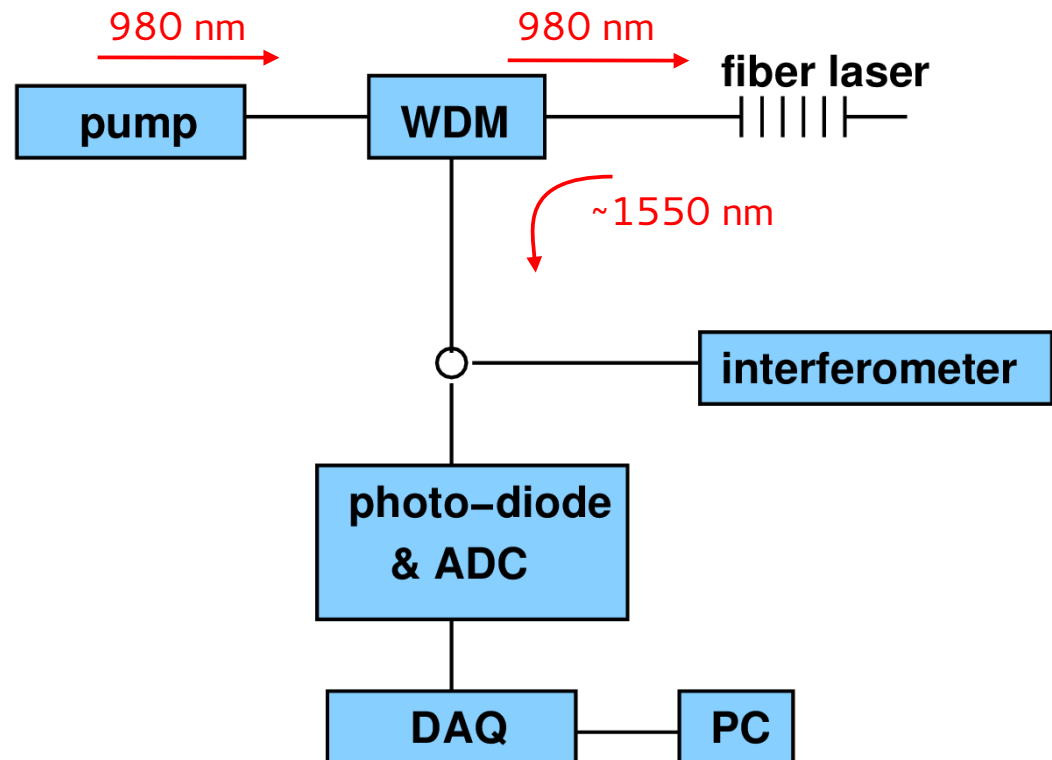 980 nm
980 nm
fiber laser
pump
WDM
~1550 nm
interferometer
photo–diode
& ADC
DAQ
PC